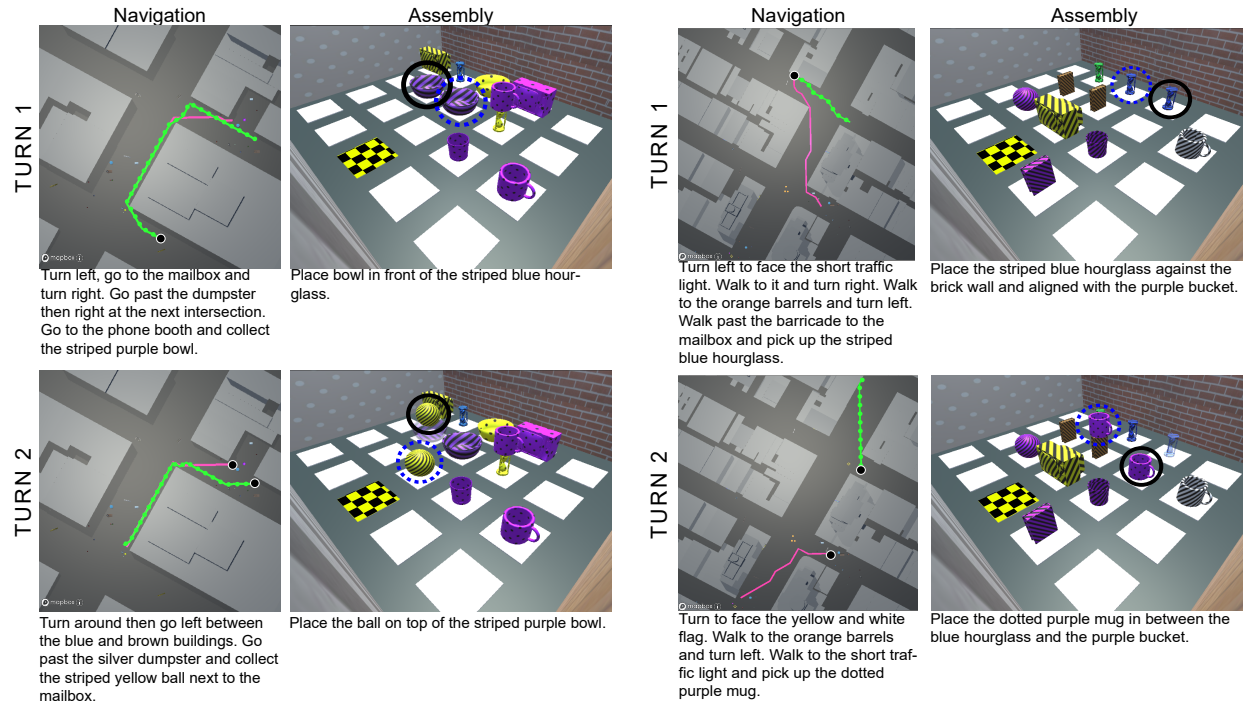 Navigation
Assembly
Navigation
Assembly
TURN 1
mapbox
Turn left, go to the mailbox and
turn right. Go past the dumpster
then right at the next intersection.
Go to the phone booth and collect
the striped purple bowl.
Place bowl in front of the striped blue hour-
glass.
TURN 1
mapbox
Turn left to face the short traffic
light. Walk to it and turn right. Walk
to the orange barrels and turn left.
Walk past the barricade to the
mailbox and pick up the striped
blue hourglass.
Place the striped blue hourglass against the
brick wall and aligned with the purple bucket.
TURN 2
mapbox
Turn around then go left between
the blue and brown buildings. Go
past the silver dumpster and collect
the striped yellow ball next to the
mailbox.
Place the ball on top of the striped purple bowl.
TURN 2
mapbox
Turn to face the yellow and white
flag. Walk to the orange barrels
and turn left. Walk to the short traf-
fic light and pick up the dotted
purple mug.
Place the dotted purple mug in between the
blue hourglass and the purple bucket.